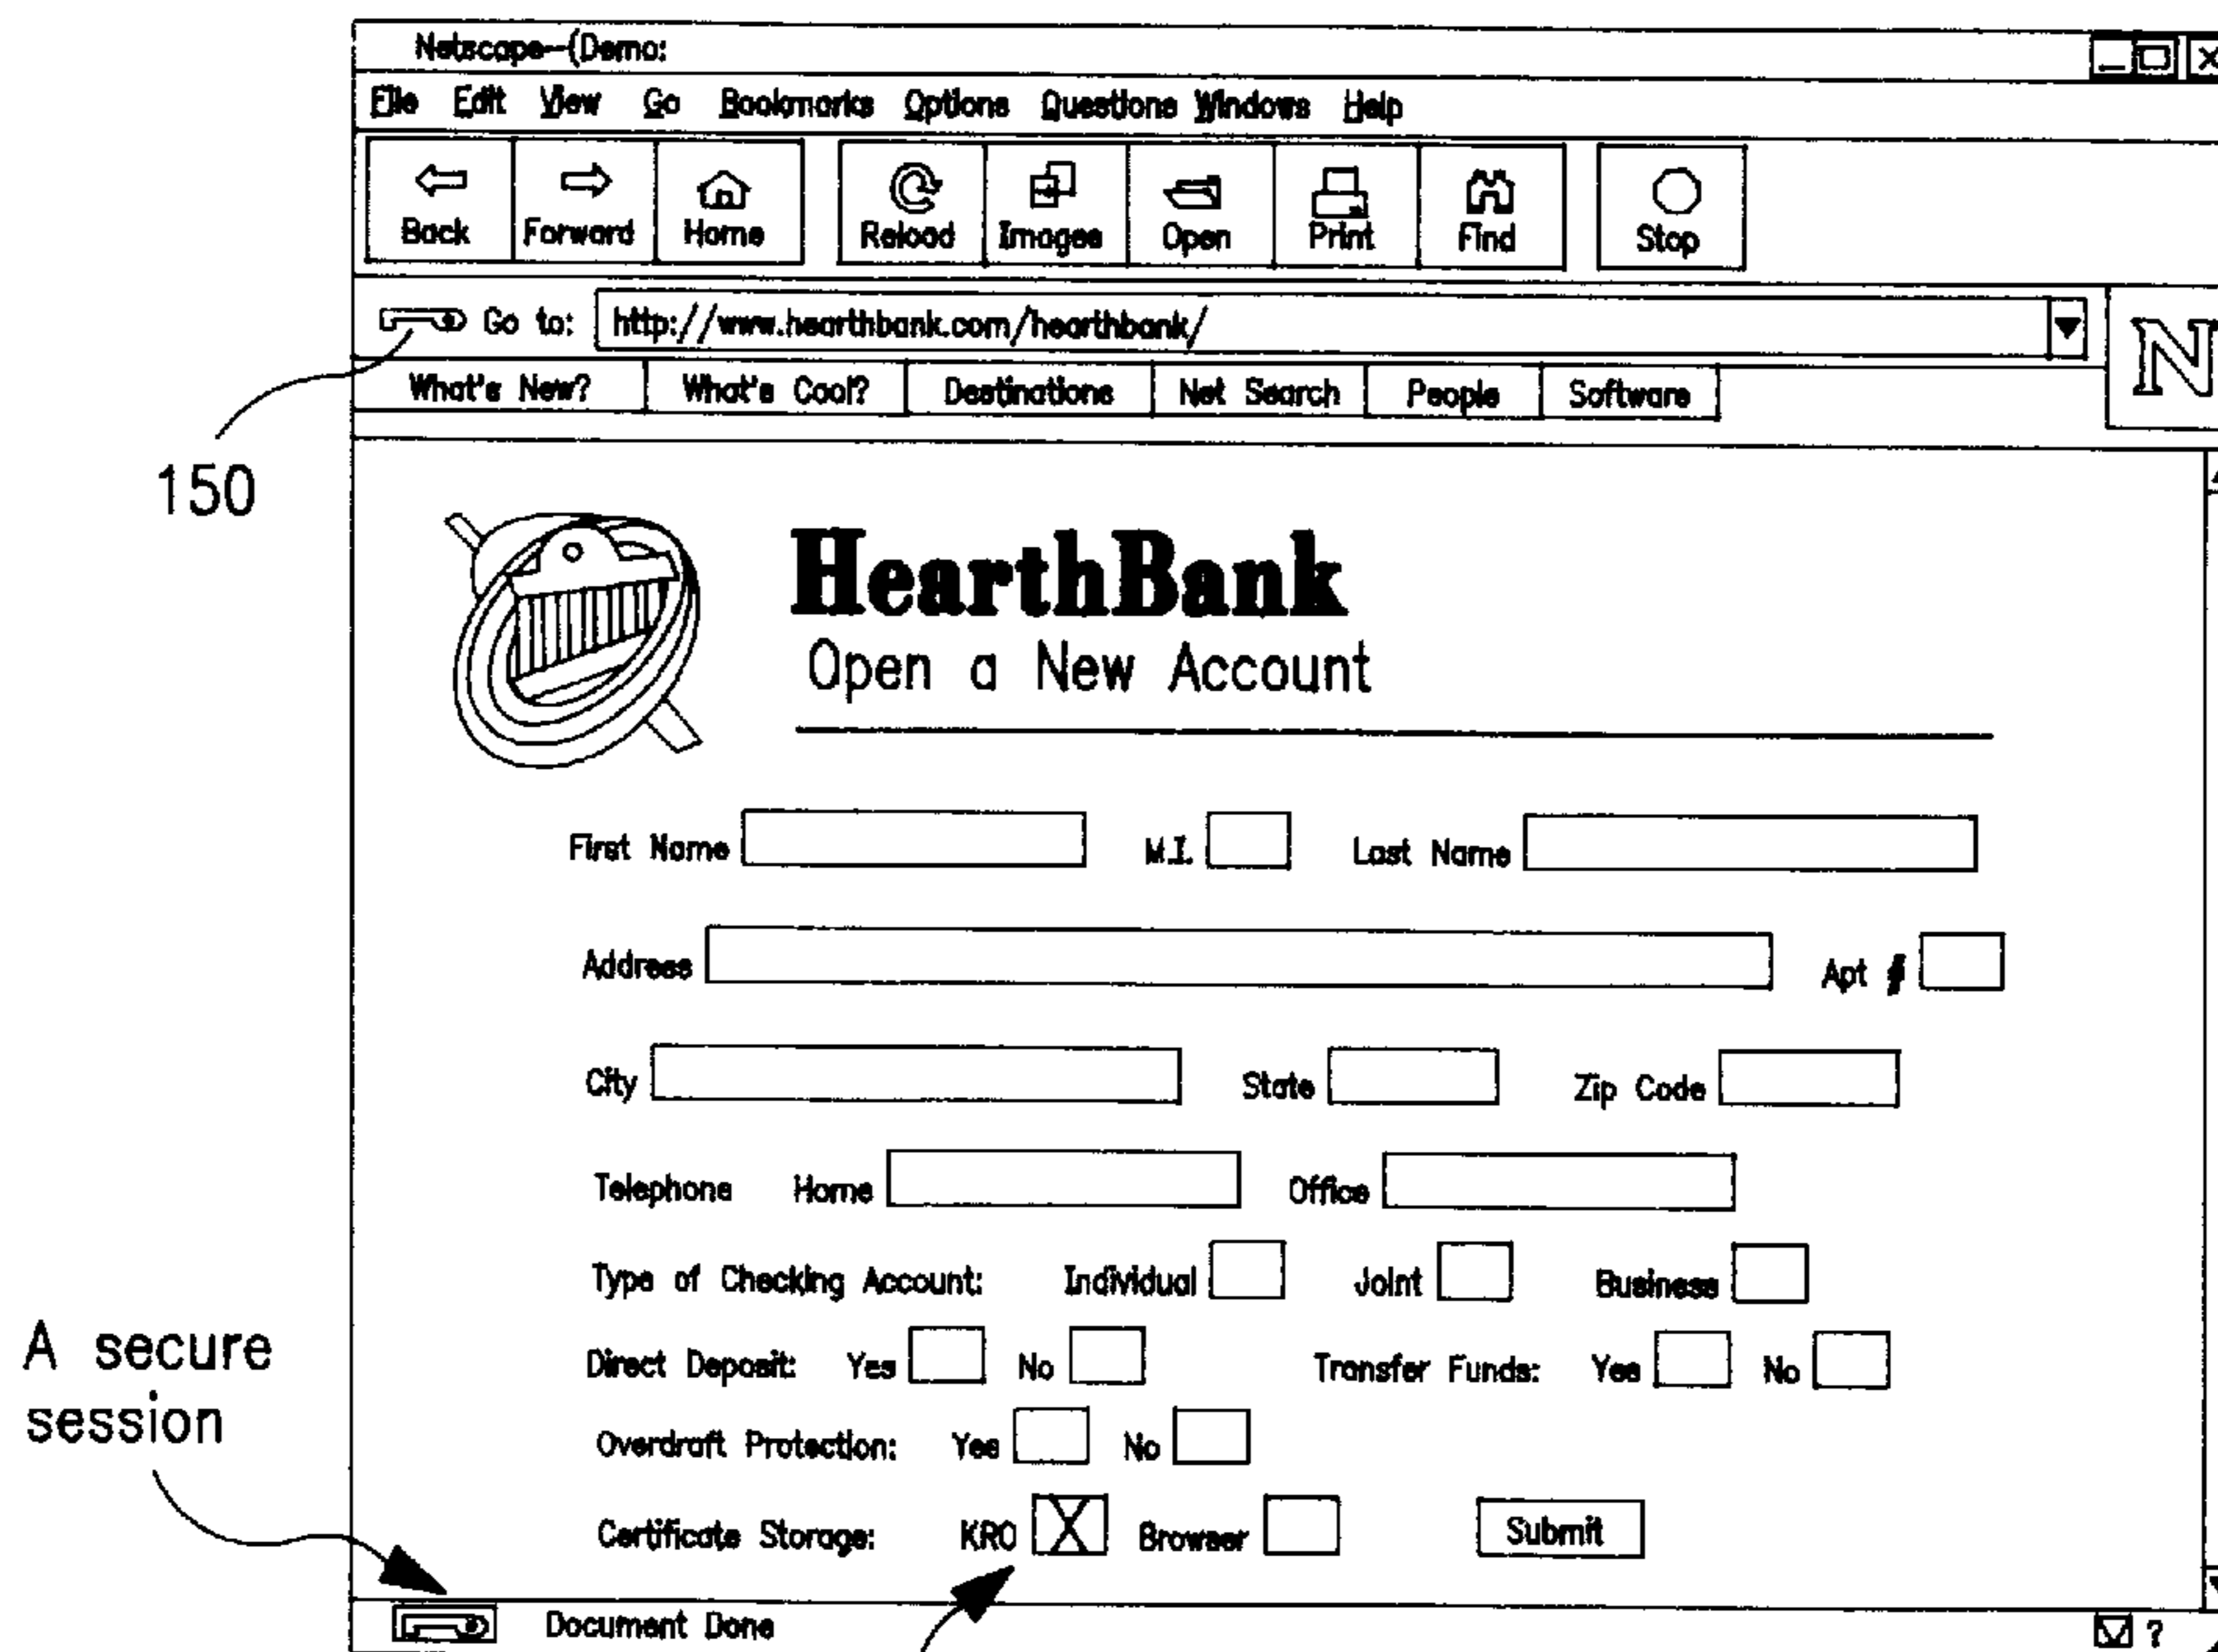 Netscape--(Demo:
File Edit View Go Bookmarks Options Questions Windows Help
Back Forward Home Reload Images Open Print Find Stop
Go to: http://www.hearthbank.com/hearthbank/
N
What's New? What's Cool? Destinations Net Search People Software
150
HearthBank
Open a New Account
First Name M.I. Last Name
Address Apt #
City State Zip Code
Telephone Home Office
Type of Checking Account: Individual Joint Business
Direct Deposit: Yes No Transfer Funds: Yes No
Overdraft Protection: Yes No
A secure
session
Certificate Storage: KRO X Browser Submit
Document Done ?